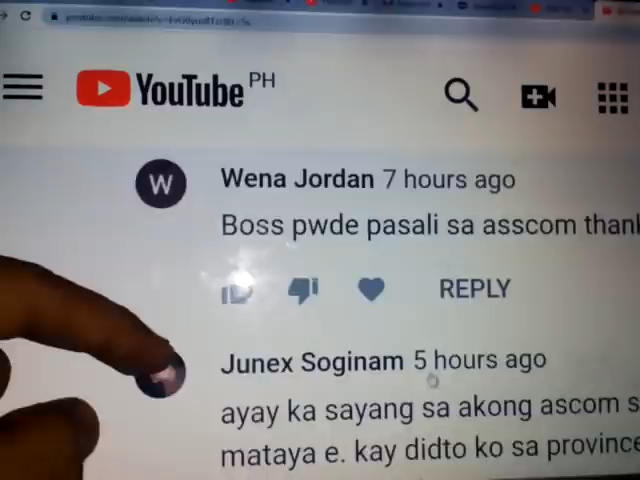 YouTube PH
W
Wena Jordan 7 hours ago
Boss pwde pasali sa asscom thank
REPLY
Junex Soginam 5 hours ago
ayay ka sayang sa akong ascom s
mataya e. kay didto ko sa province